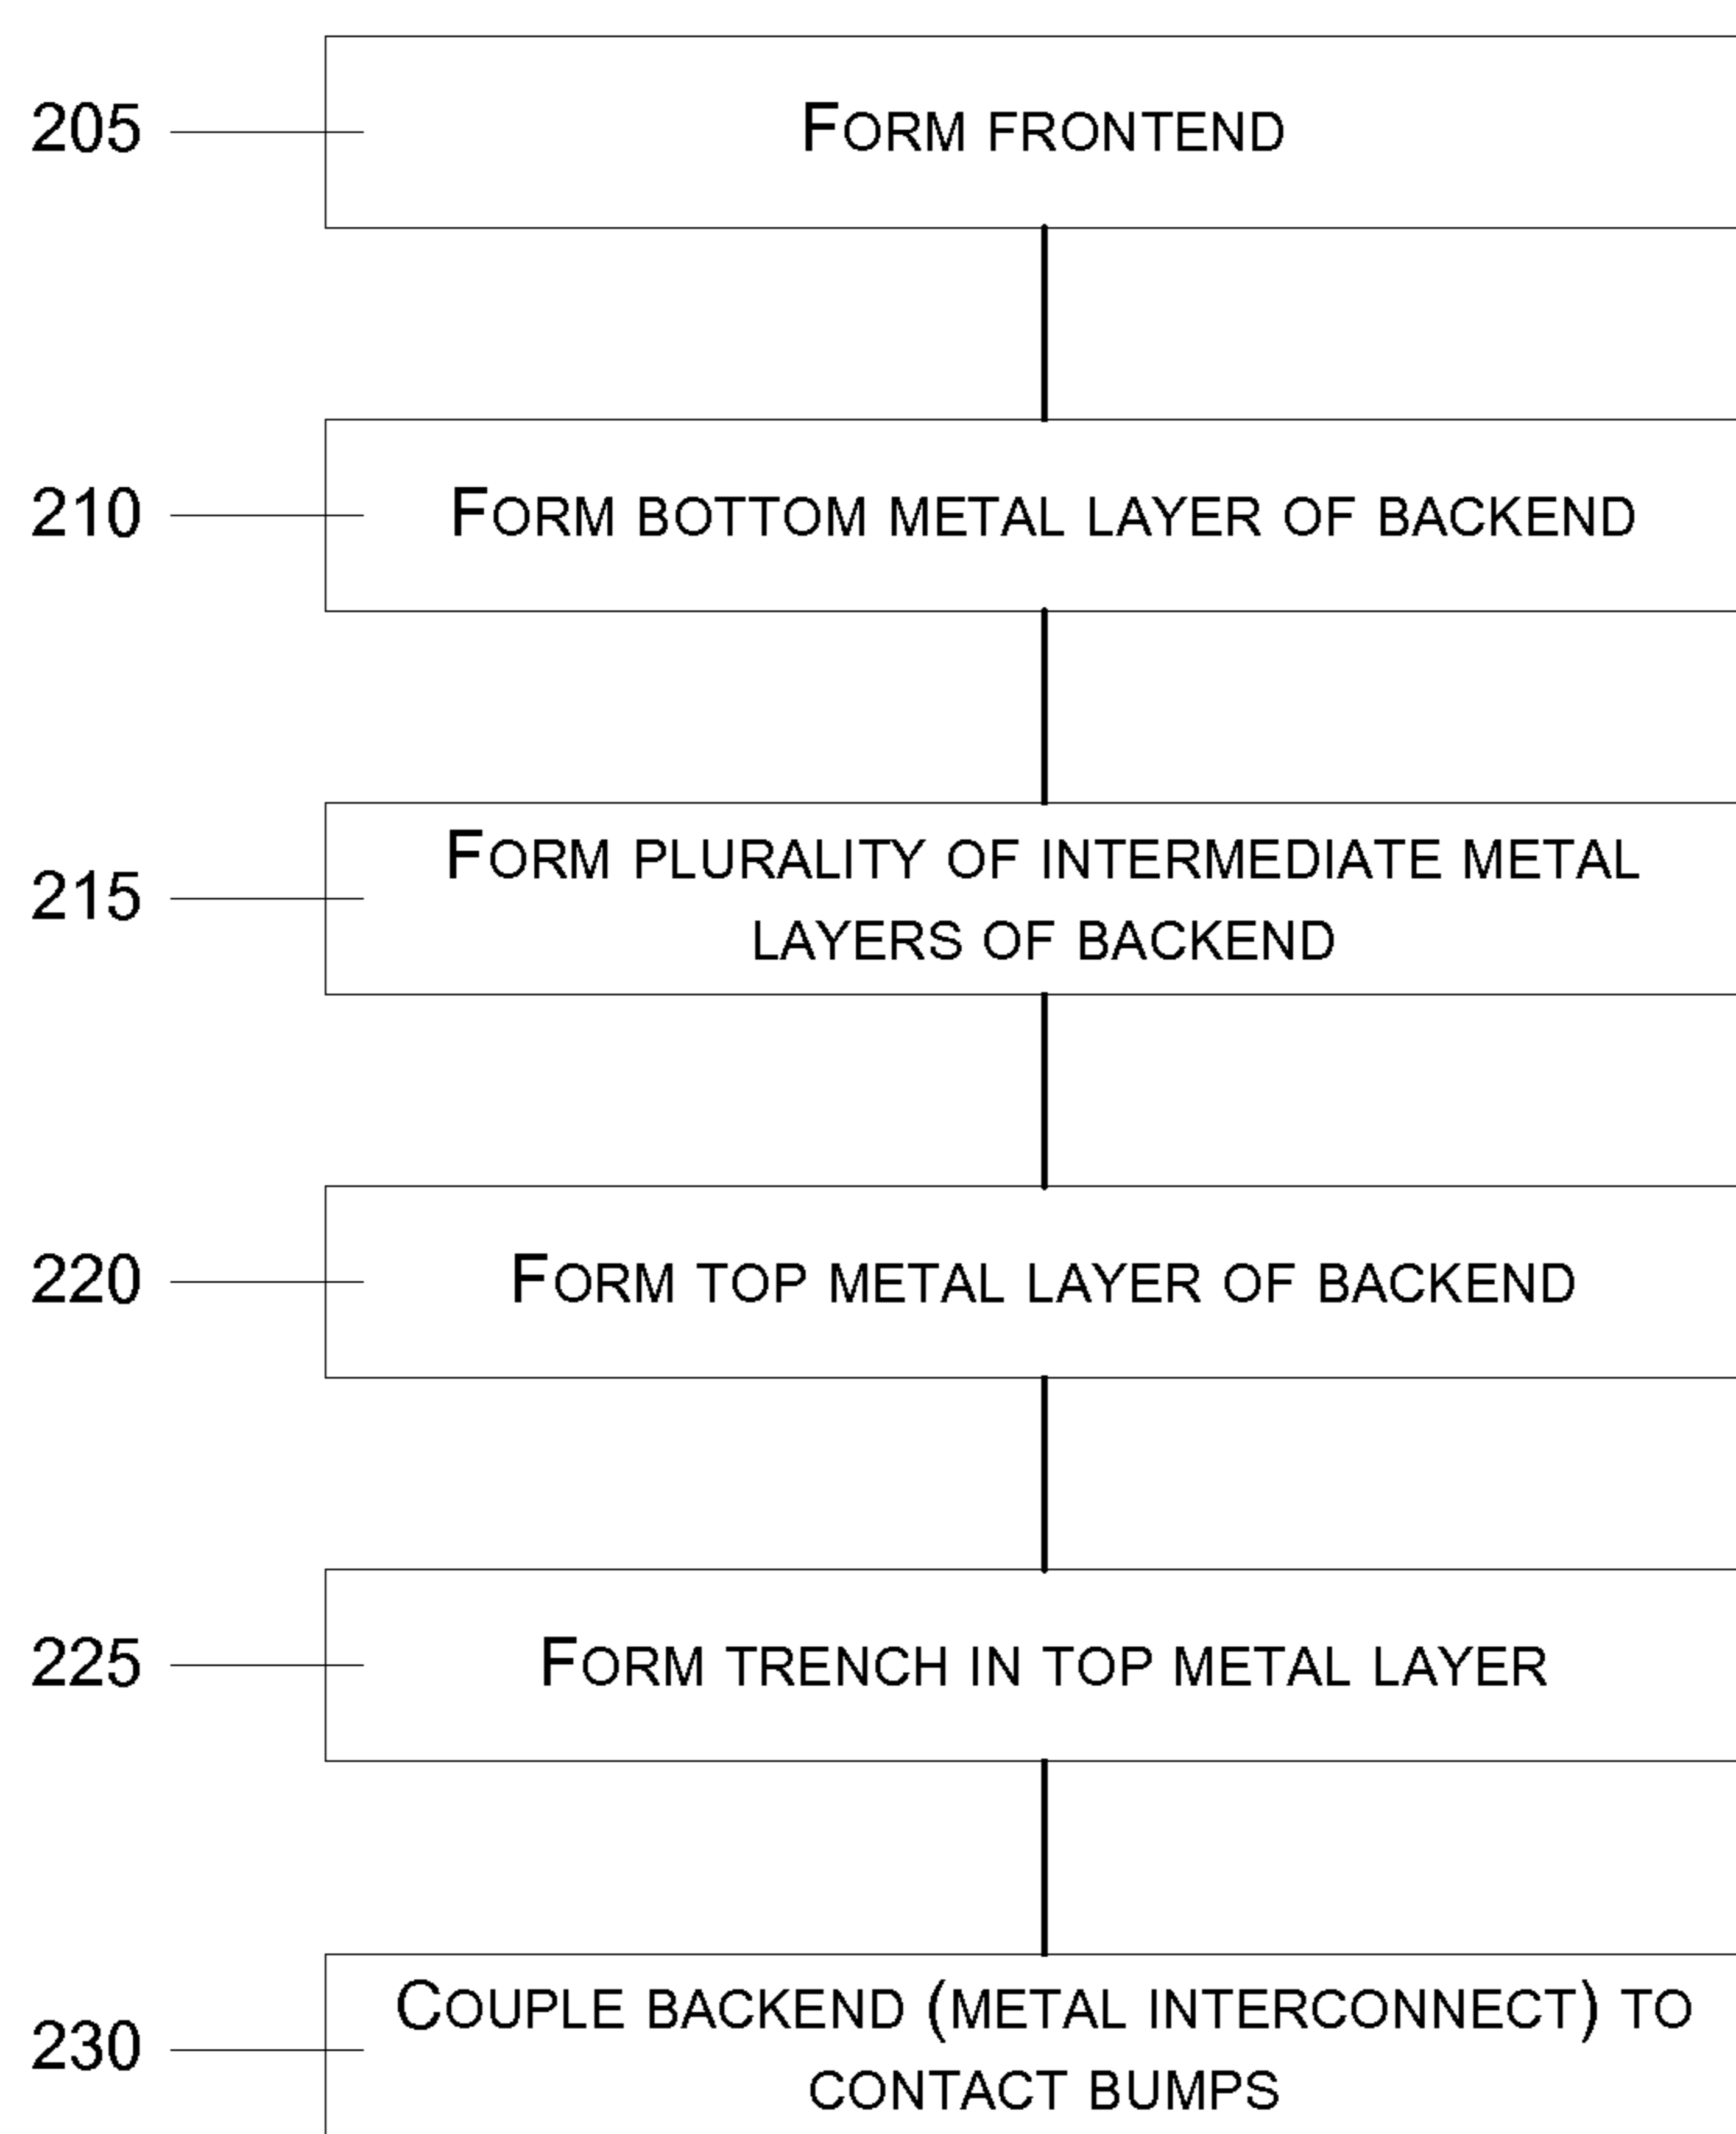 205
FORM FRONTEND
210
FORM BOTTOM METAL LAYER OF BACKEND
215
FORM PLURALITY OF INTERMEDIATE METAL
LAYERS OF BACKEND
220
FORM TOP METAL LAYER OF BACKEND
225
FORM TRENCH IN TOP METAL LAYER
230
COUPLE BACKEND (METAL INTERCONNECT) TO
CONTACT BUMPS